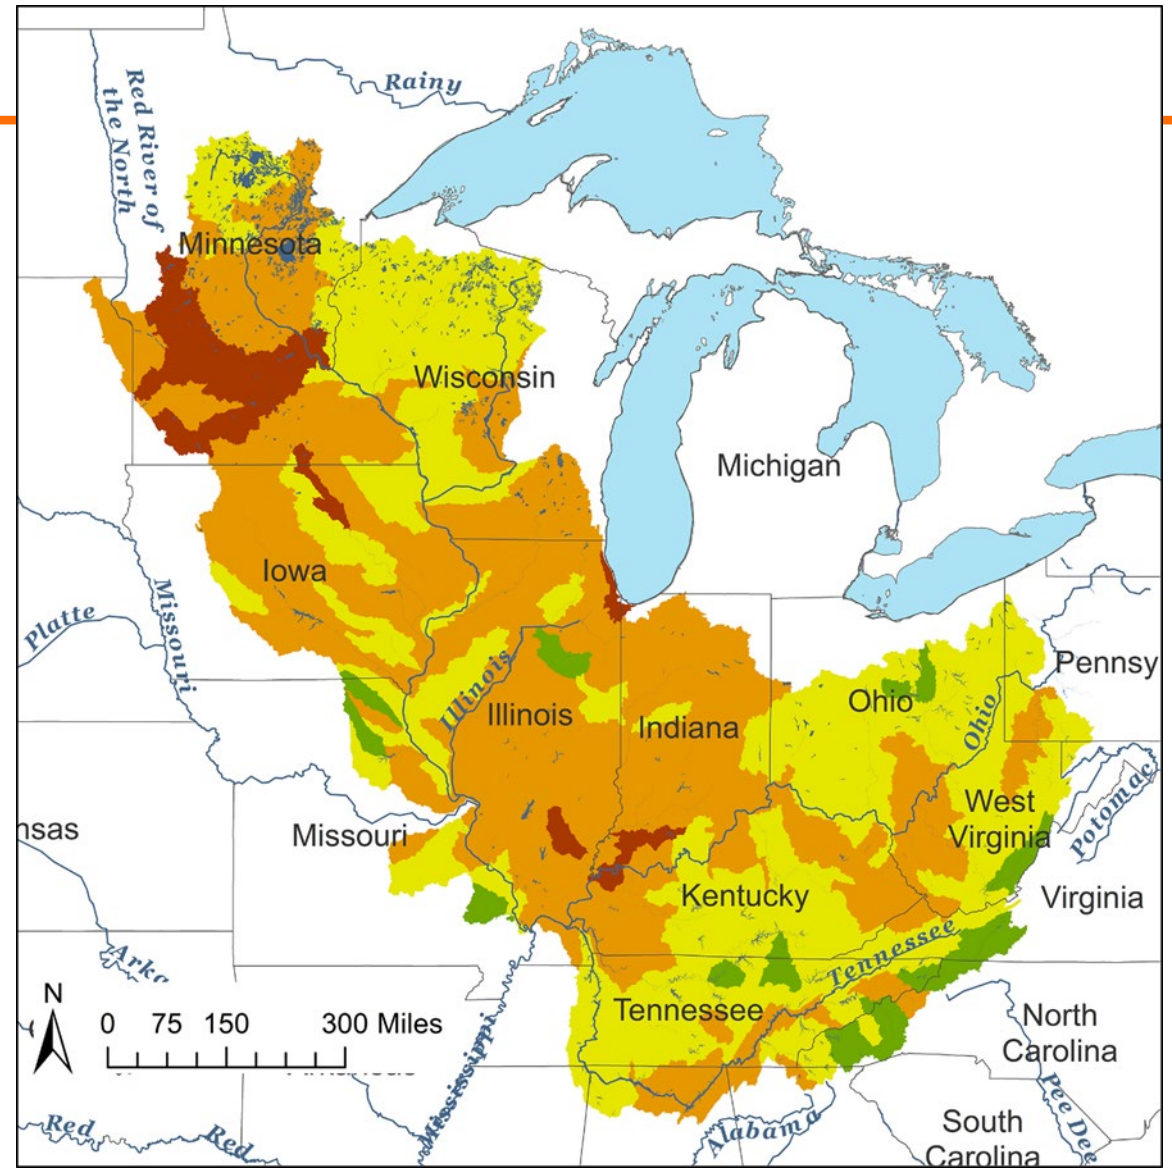 Rainy
Red River of
the North
Minnesota
Wisconsin
Michigan
Iowa
Missouri
Platte
Illinois
Illinois
Indiana
Ohio
Ohio
Pennsy
West
Virginia
Potomac
nsas
Missouri
Kentucky
Virginia
Tennessee
Arka
N
0 75 150 300 Miles
Tennessee
North
Carolina
Mississippi
Pee Dee
Red
Red
Alabama
South
Carolina